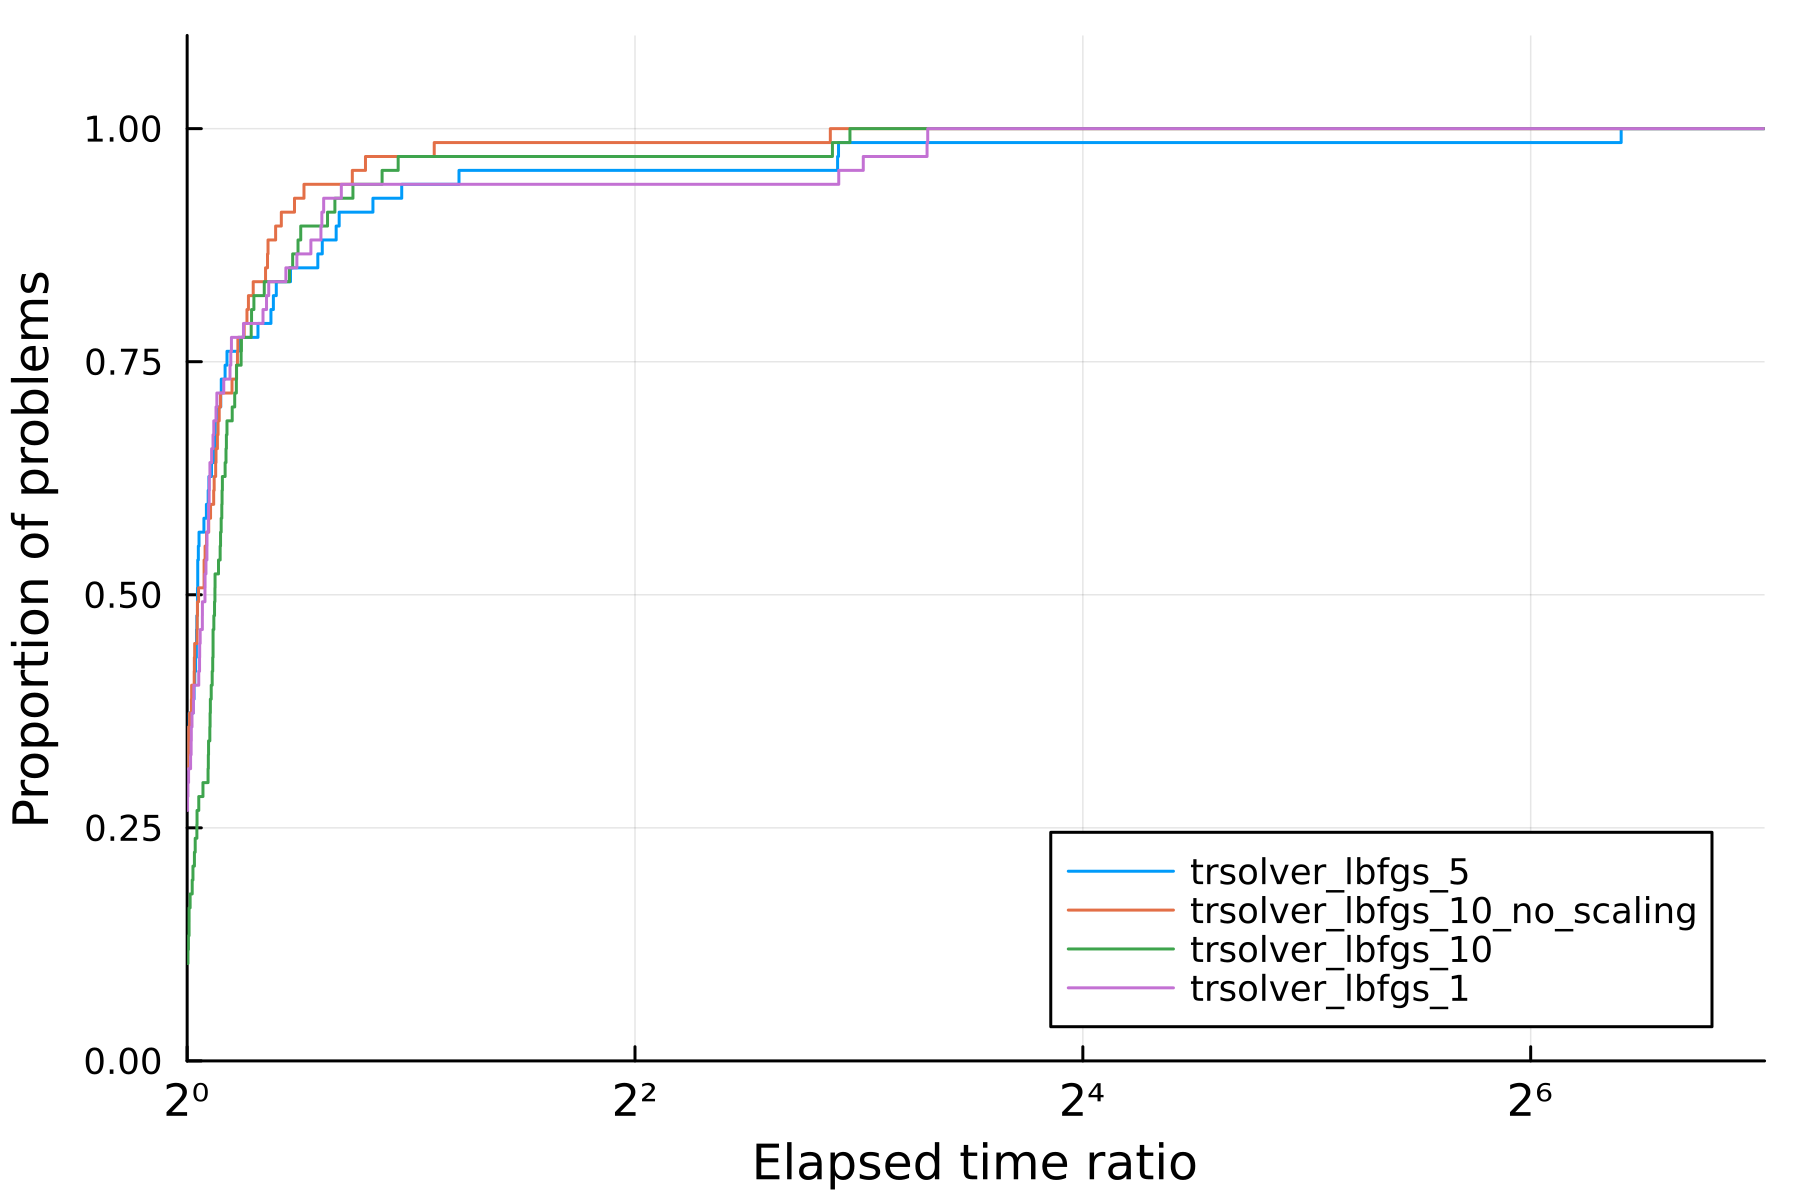 Proportion of problems
1.00
0.75
0.50
0.25
0.00
2⁰ 2² 2⁴ 2⁶
Elapsed time ratio
trsolver_lbfgs_5
trsolver_lbfgs_10_no_scaling
trsolver_lbfgs_10
trsolver_lbfgs_1